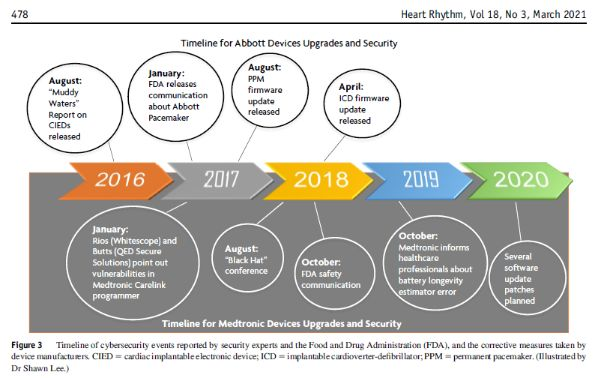 478
Heart Rhythm, Vol 18, No 3, March 2021
Timeline for Abbott Devices Upgrades and Security
August:
"Muddy
Waters"
Report on
CIEDs
released
January:
FDA releases
communication
about Abbott
Pacemaker
August:
PPM
firmware
update
released
April:
ICD firmware
update
released
2016
2017
2018
2019
2020
January:
Rios (Whitescope) and
Butts (QED Secure
Solutions) point out
vulnerabilities in
Medtronic Carelink
programmer
August:
"Black Hat"
conference
October:
FDA safety
communication
October:
Medtronic informs
healthcare
professionals about
battery longevity
estimator error
Several
software
update
patches
planned
Timeline for Medtronic Devices Upgrades and Security
Figure 3 Timeline of cybersecurity events reported by security experts and the Food and Drug Administration (FDA), and the corrective measures taken by
device manufacturers. CIED = cardiac implantable electronic device; ICD = implantable cardioverter-defibrillator; PPM = permanent pacemaker. (Illustrated by
Dr Shawn Lee.)